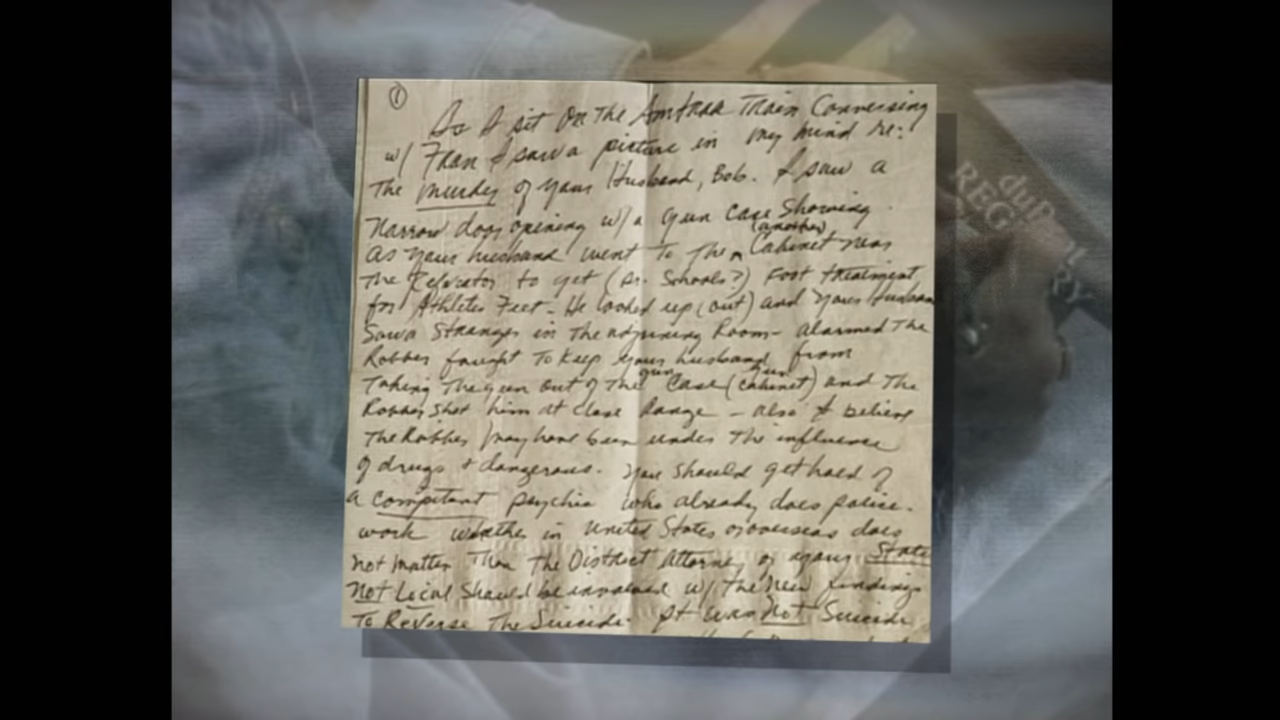 ①
As I sit On The Amtrak Train Conversing
w/ Fran I saw a picture in my mind re:
The Murder of your Husband, Bob. I saw a
Narrow door opening w/ a gun case Showing.
As your husband went To The (another) Cabinet near
the to get (Dr. Schools?) Foot treatment
for Athletes Feet - He looked up (out) and your Husband
Saw a Stranger in The adjoining Room - alarmed The
Robber fought To Keep your husband from
Taking The gun out of The gun Case (gun cabinet) and The
Robber shot him at close Range - also I believe
The Robber may have been under The influence
of drugs + dangerous. You should get hold of
a competant psychic who already does police
work whether in United States or overseas does
Not matter Then The District Attorney of your State
Not Local Should be involved w/ The New findings
To Reverse The Suicide. It was Not Suicide
dup
REG